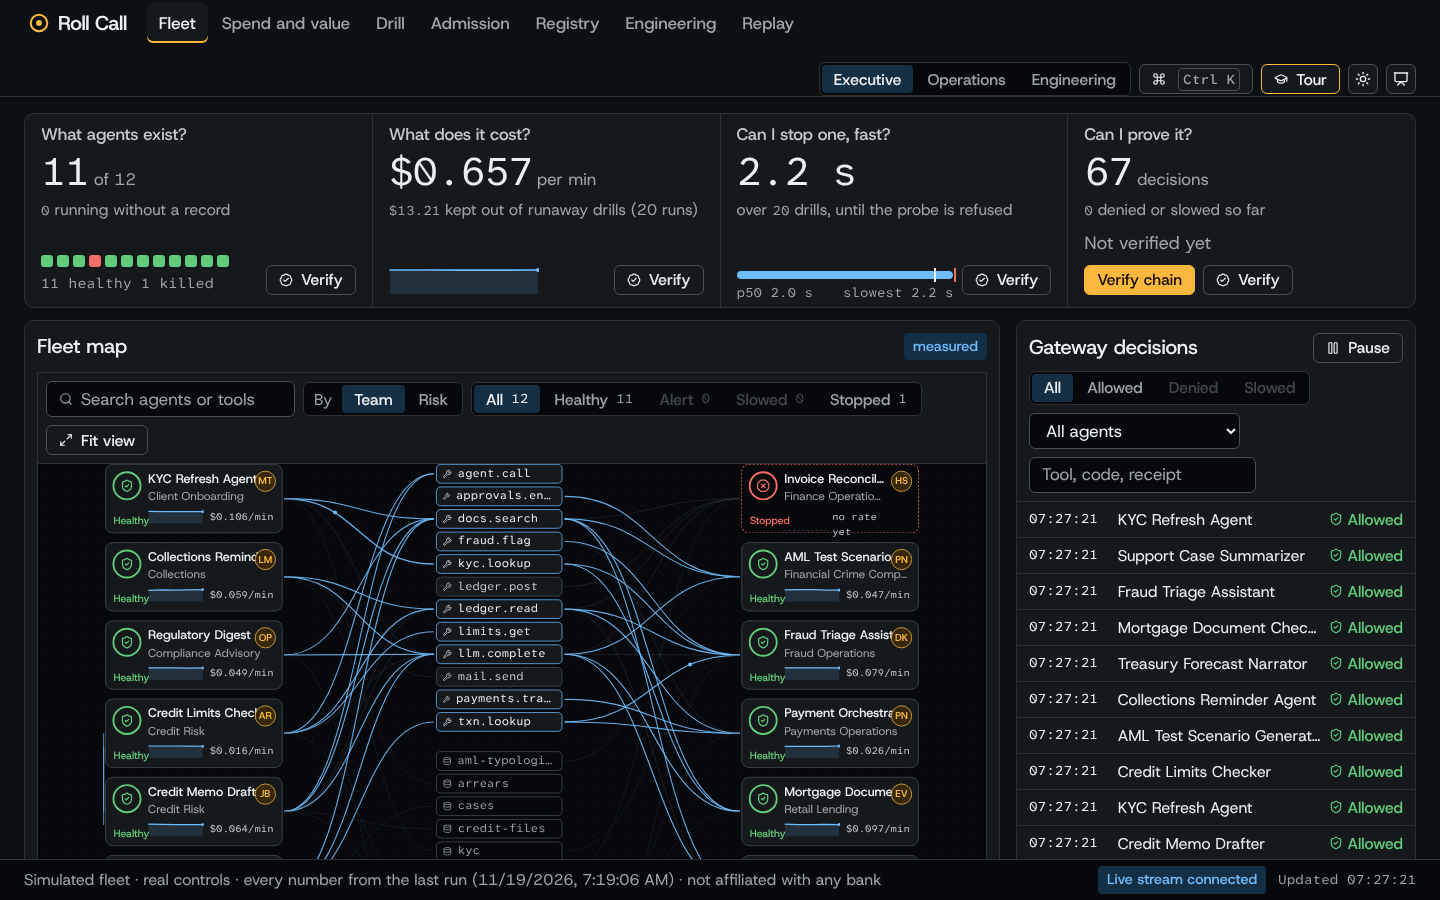 Roll Call
Fleet
Spend and value
Drill
Admission
Registry
Engineering
Replay
Executive
Operations
Engineering
⌘ Ctrl K
Tour
What agents exist?
11 of 12
0 running without a record
11 healthy 1 killed
Verify
What does it cost?
$0.657 per min
$13.21 kept out of runaway drills (20 runs)
Verify
Can I stop one, fast?
2.2 s
over 20 drills, until the probe is refused
p50 2.0 s
slowest 2.2 s
Verify
Can I prove it?
67 decisions
0 denied or slowed so far
Not verified yet
Verify chain
Verify
Fleet map
measured
Search agents or tools
By
Team
Risk
All 12
Healthy 11
Alert 0
Slowed 0
Stopped 1
Fit view
KYC Refresh Agent
MT
Client Onboarding
Healthy
$0.106/min
Collections Remind
LM
Collections
Healthy
$0.059/min
Regulatory Digest
OP
Compliance Advisory
Healthy
$0.049/min
Credit Limits Chec
AR
Credit Risk
Healthy
$0.016/min
Credit Memo Draft
JB
Credit Risk
Healthy
$0.064/min
agent.call
approvals.en…
docs.search
fraud.flag
kyc.lookup
ledger.post
ledger.read
limits.get
llm.complete
mail.send
payments.tra…
txn.lookup
aml-typologi…
arrears
cases
credit-files
kyc
Invoice Reconcil…
HS
Finance Operatio…
Stopped
no rate yet
AML Test Scenario
PN
Financial Crime Comp…
Healthy
$0.047/min
Fraud Triage Assist
DK
Fraud Operations
Healthy
$0.079/min
Payment Orchestra
PN
Payments Operations
Healthy
$0.026/min
Mortgage Docume
EV
Retail Lending
Healthy
$0.097/min
Gateway decisions
Pause
All
Allowed
Denied
Slowed
All agents
Tool, code, receipt
07:27:21 KYC Refresh Agent Allowed
07:27:21 Support Case Summarizer Allowed
07:27:21 Fraud Triage Assistant Allowed
07:27:21 Mortgage Document Chec… Allowed
07:27:21 Treasury Forecast Narrator Allowed
07:27:21 Collections Reminder Agent Allowed
07:27:21 AML Test Scenario Generat… Allowed
07:27:21 Credit Limits Checker Allowed
07:27:21 KYC Refresh Agent Allowed
07:27:21 Credit Memo Drafter Allowed
Simulated fleet · real controls · every number from the last run (11/19/2026, 7:19:06 AM) · not affiliated with any bank
Live stream connected
Updated 07:27:21